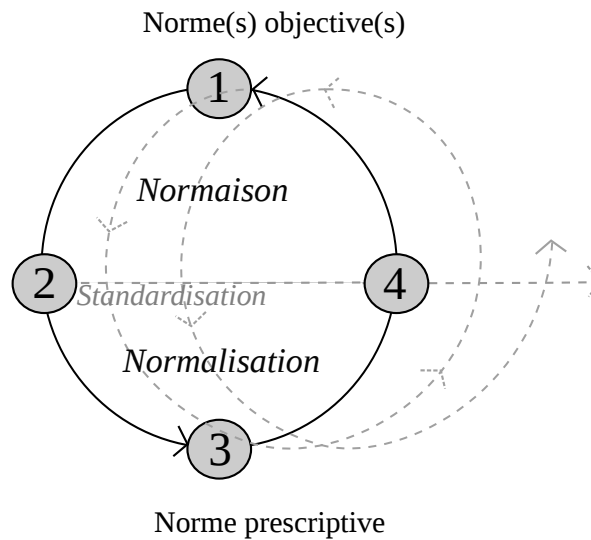 Norme(s) objective(s)
1
Normaison
2
4
Standardisation
Normalisation
3
Norme prescriptive